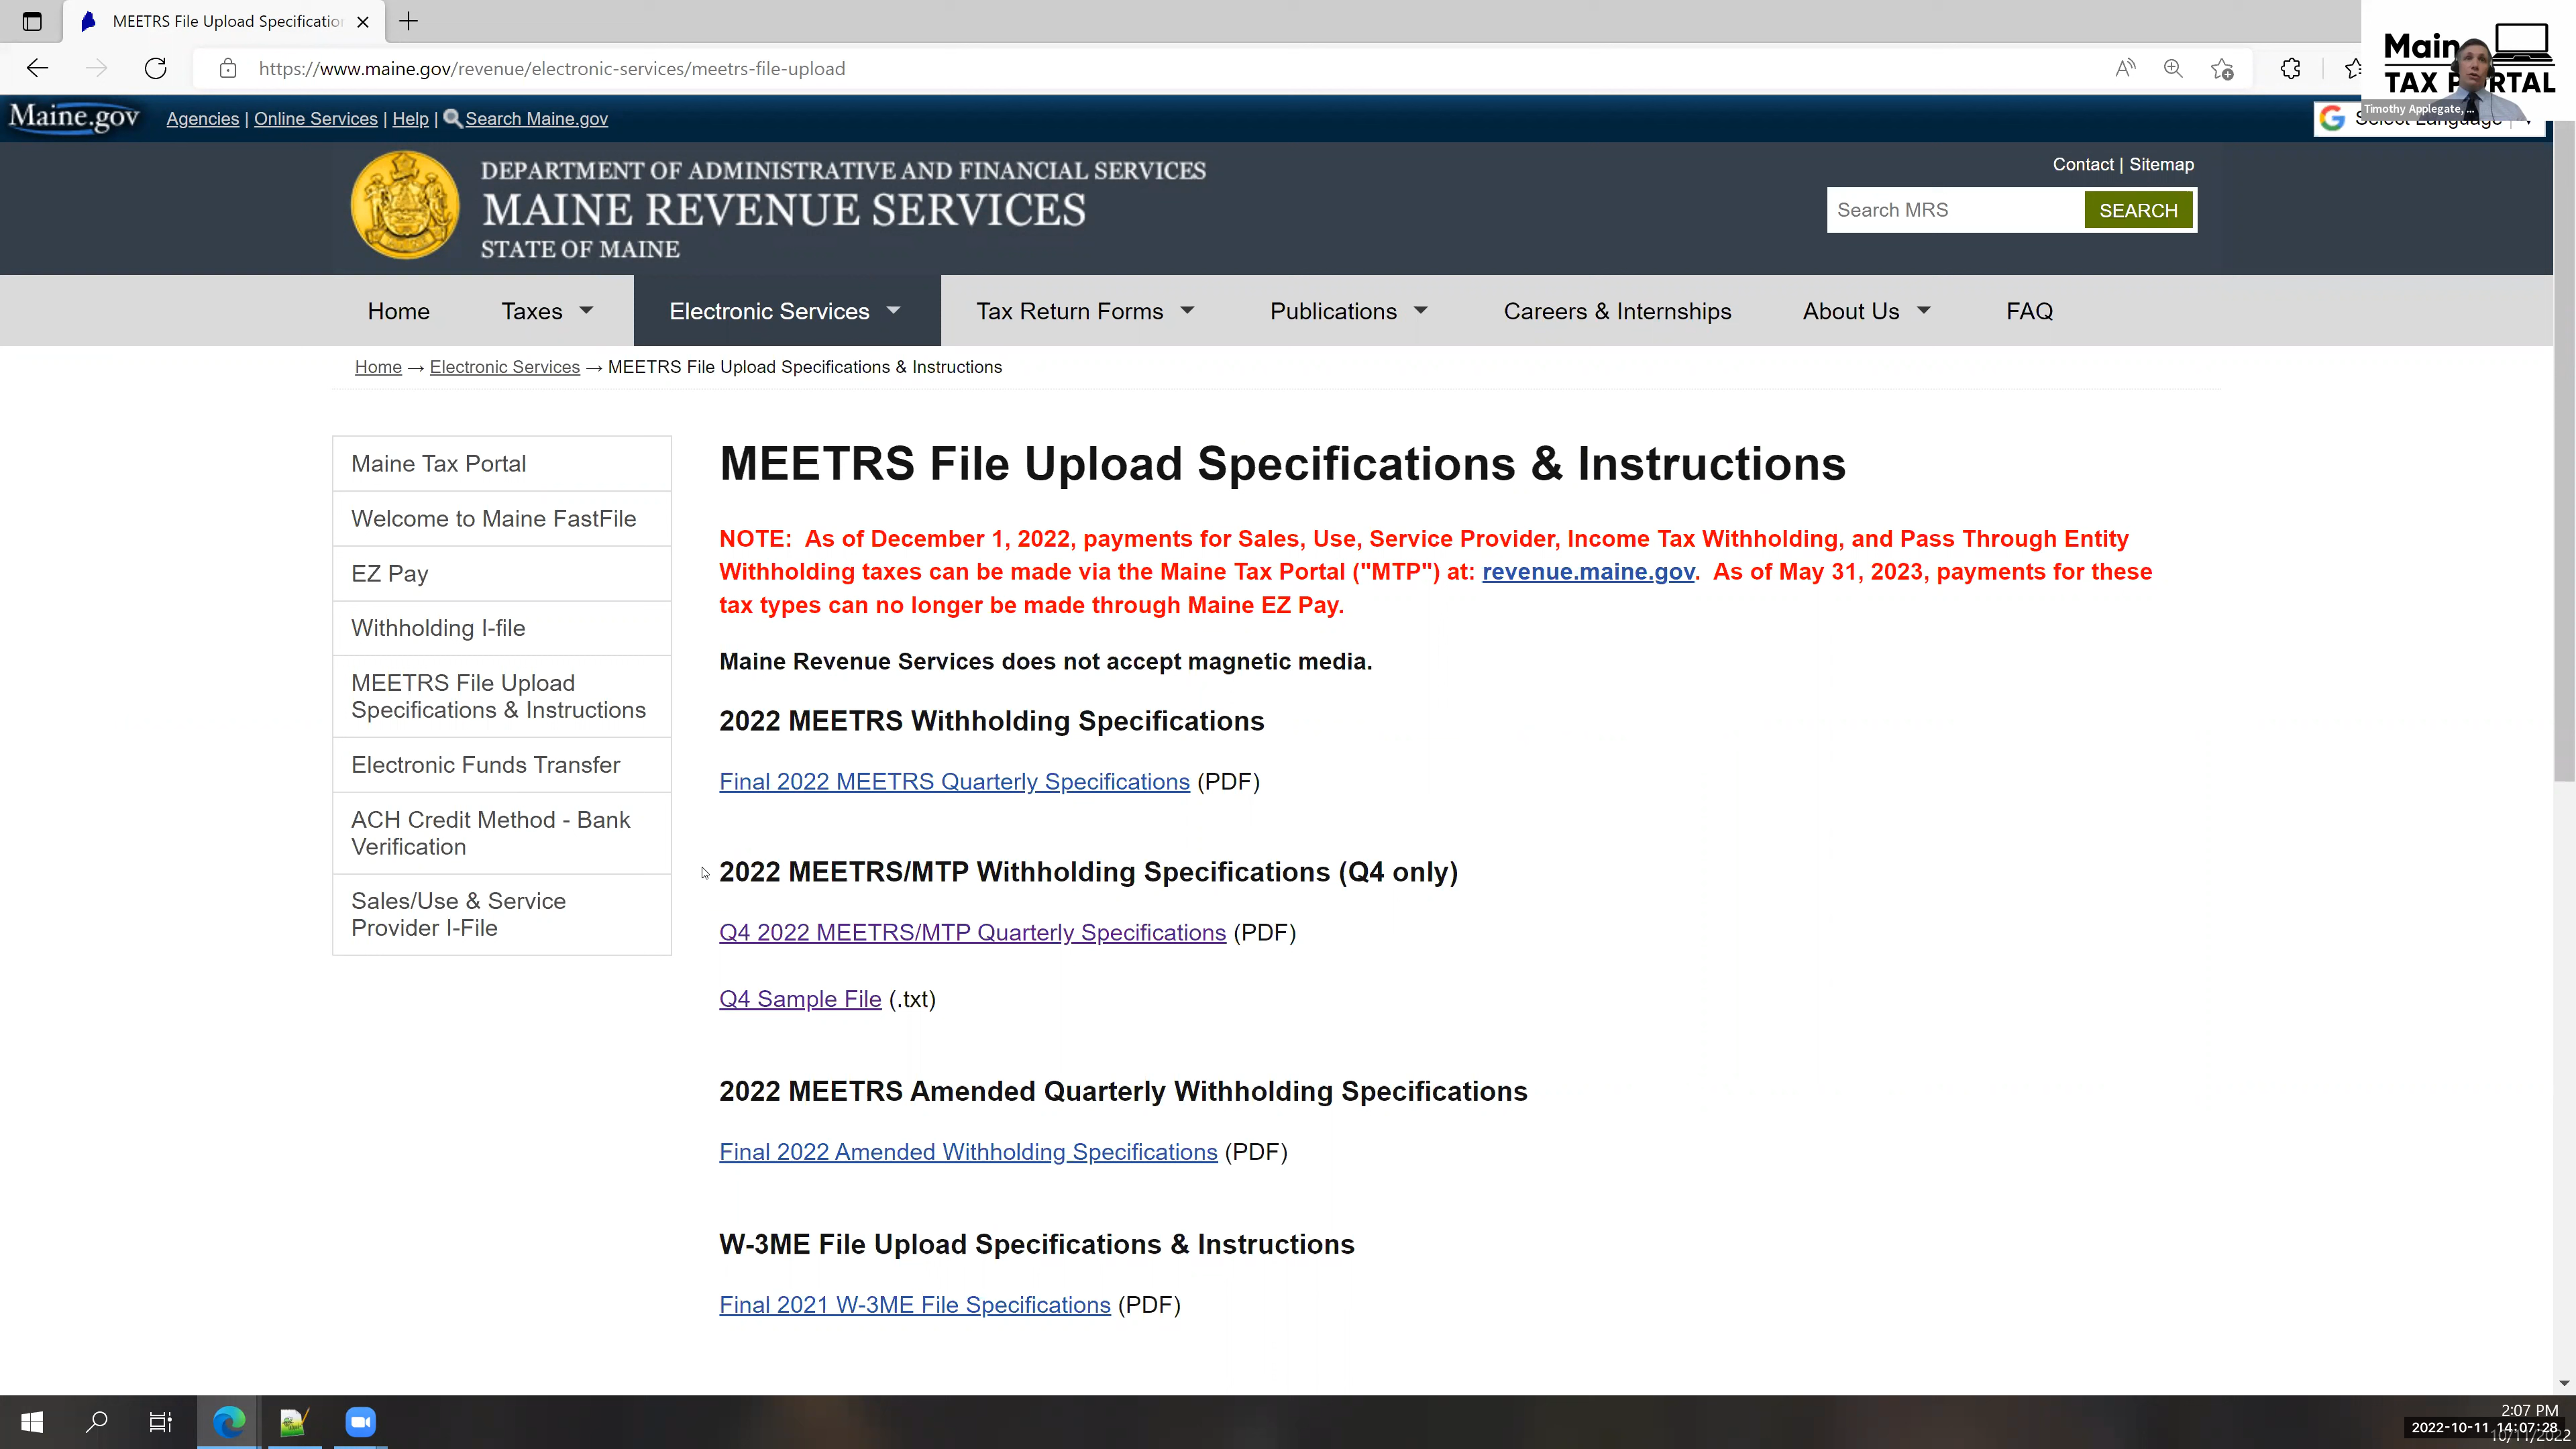 MEETRS File Upload Specification
https://www.maine.gov/revenue/electronic-services/meetrs-file-upload
TAX PORTAL
Timothy Applegate, ...
Maine.gov
Agencies | Online Services | Help | Search Maine.gov
Select Language
DEPARTMENT OF ADMINISTRATIVE AND FINANCIAL SERVICES
MAINE REVENUE SERVICES
STATE OF MAINE
Contact | Sitemap
Search MRS
SEARCH
Home Taxes Electronic Services Tax Return Forms Publications Careers & Internships About Us FAQ
Home → Electronic Services → MEETRS File Upload Specifications & Instructions
Maine Tax Portal
Welcome to Maine FastFile
EZ Pay
Withholding I-file
MEETRS File Upload
Specifications & Instructions
Electronic Funds Transfer
ACH Credit Method - Bank
Verification
Sales/Use & Service
Provider I-File
MEETRS File Upload Specifications & Instructions
NOTE: As of December 1, 2022, payments for Sales, Use, Service Provider, Income Tax Withholding, and Pass Through Entity
Withholding taxes can be made via the Maine Tax Portal ("MTP") at: revenue.maine.gov. As of May 31, 2023, payments for these
tax types can no longer be made through Maine EZ Pay.
Maine Revenue Services does not accept magnetic media.
2022 MEETRS Withholding Specifications
Final 2022 MEETRS Quarterly Specifications (PDF)
2022 MEETRS/MTP Withholding Specifications (Q4 only)
Q4 2022 MEETRS/MTP Quarterly Specifications (PDF)
Q4 Sample File (.txt)
2022 MEETRS Amended Quarterly Withholding Specifications
Final 2022 Amended Withholding Specifications (PDF)
W-3ME File Upload Specifications & Instructions
Final 2021 W-3ME File Specifications (PDF)
2:07 PM
2022-10-11 14:07:28
10/11/2022